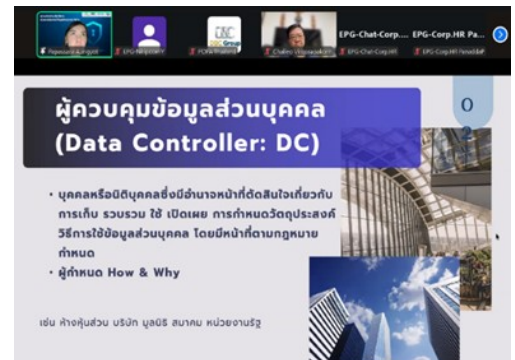 EPG-Chat-Corp.... EPG-Corp.HR Pa...
ผู้ควบคุมข้อมูลส่วนบุคคล
(Data Controller: DC)
• บุคคลหรือนิติบุคคลซึ่งมีอำนาจหน้าที่ตัดสินใจเกี่ยวกับ
การเก็บ รวบรวม ใช้ เปิดเผย การกำหนดวัตถุประสงค์
วิธีการใช้ข้อมูลส่วนบุคคล โดยมีหน้าที่ตามกฎหมาย
กำหนด
• ผู้กำหนด How & Why
เช่น ห้างหุ้นส่วน บริษัท มูลนิธิ สมาคม หน่วยงานรัฐ